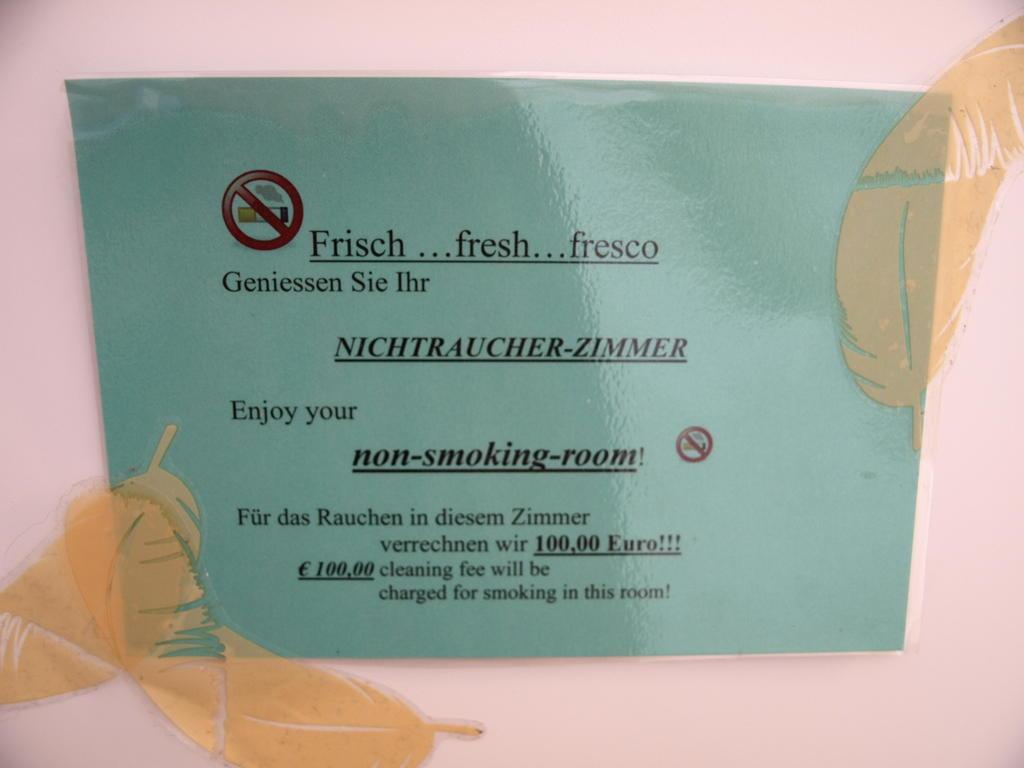 Frisch ...fresh...fresco
Geniessen Sie Ihr
NICHTRAUCHER-ZIMMER
Enjoy your
non-smoking-room!
Für das Rauchen in diesem Zimmer
verrechnen wir 100,00 Euro!!!
€ 100,00 cleaning fee will be
charged for smoking in this room!